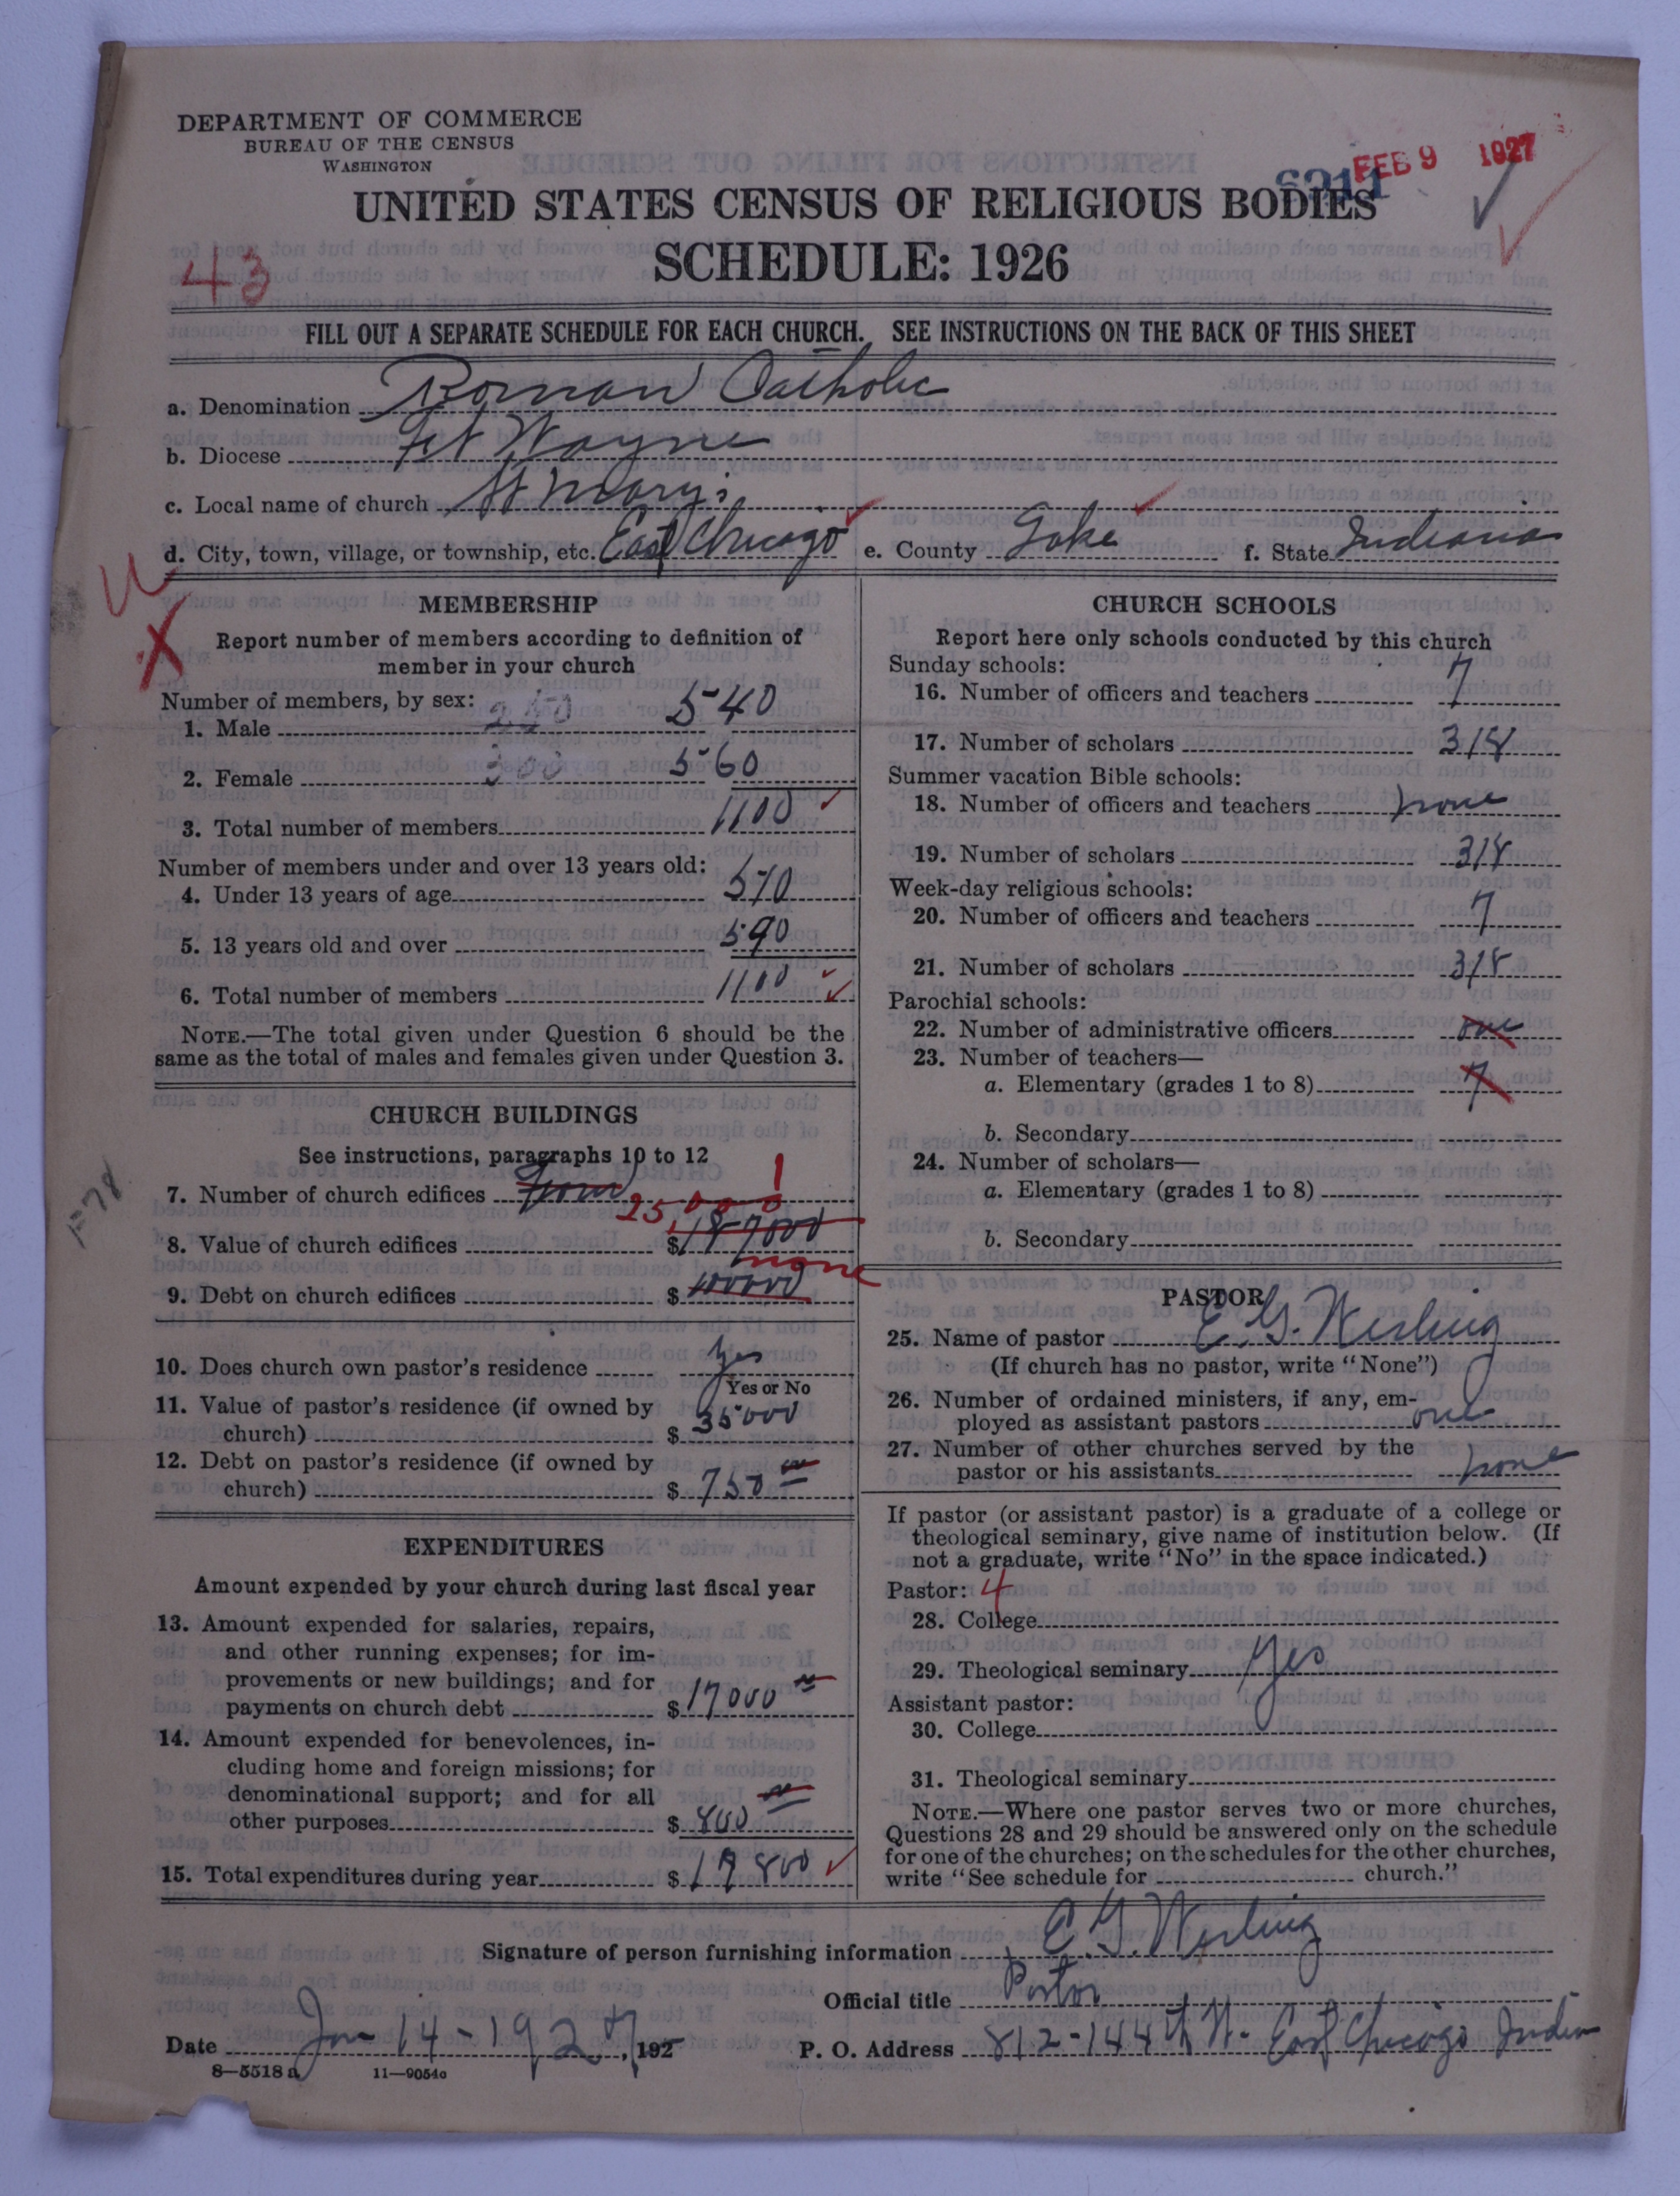 DEPARTMENT OF COMMERCE
BUREAU OF THE CENSUS
WASHINGTON
FEB 9 1927
UNITED STATES CENSUS OF RELIGIOUS BODIES
SCHEDULE: 1926
43
FILL OUT A SEPARATE SCHEDULE FOR EACH CHURCH. SEE INSTRUCTIONS ON THE BACK OF THIS SHEET
a. Denomination Roman Catholic
b. Diocese Ft Wayne
c. Local name of church St Mary's
d. City, town, village, or township, etc. East Chicago e. County Lake f. State Indiana
MEMBERSHIP
Report number of members according to definition of
member in your church
Number of members, by sex:
1. Male 250 540
2. Female 300 560
3. Total number of members 1100
Number of members under and over 13 years old:
4. Under 13 years of age 510
5. 13 years old and over 590
6. Total number of members 1100
NOTE.—The total given under Question 6 should be the
same as the total of males and females given under Question 3.
CHURCH BUILDINGS
See instructions, paragraphs 10 to 12
7. Number of church edifices 1
25,000
8. Value of church edifices $
none
9. Debt on church edifices $
10. Does church own pastor's residence yes
Yes or No
11. Value of pastor's residence (if owned by
church) $ 35000
12. Debt on pastor's residence (if owned by
church) $ 750
EXPENDITURES
Amount expended by your church during last fiscal year
13. Amount expended for salaries, repairs,
and other running expenses; for im-
provements or new buildings; and for
payments on church debt $ 17000
14. Amount expended for benevolences, in-
cluding home and foreign missions; for
denominational support; and for all
other purposes $ 800
15. Total expenditures during year $ 17800
CHURCH SCHOOLS
Report here only schools conducted by this church
Sunday schools:
16. Number of officers and teachers 7
17. Number of scholars 318
Summer vacation Bible schools:
18. Number of officers and teachers none
19. Number of scholars 318
Week-day religious schools:
20. Number of officers and teachers 7
21. Number of scholars 318
Parochial schools:
22. Number of administrative officers one
23. Number of teachers—
a. Elementary (grades 1 to 8) 7
b. Secondary
24. Number of scholars—
a. Elementary (grades 1 to 8)
b. Secondary
PASTOR
25. Name of pastor E. G. Werling
(If church has no pastor, write "None")
26. Number of ordained ministers, if any, em-
ployed as assistant pastors one
27. Number of other churches served by the
pastor or his assistants none
If pastor (or assistant pastor) is a graduate of a college or
theological seminary, give name of institution below. (If
not a graduate, write "No" in the space indicated.)
Pastor: 4
28. College
29. Theological seminary Yes
Assistant pastor:
30. College
31. Theological seminary
NOTE.—Where one pastor serves two or more churches,
Questions 28 and 29 should be answered only on the schedule
for one of the churches; on the schedules for the other churches,
write "See schedule for church."
Signature of person furnishing information E. G. Werling
Official title Pastor
Date Jan-14-1927, 192 P. O. Address 812-144th St. East Chicago Indian
8—5518 a 11—9054a